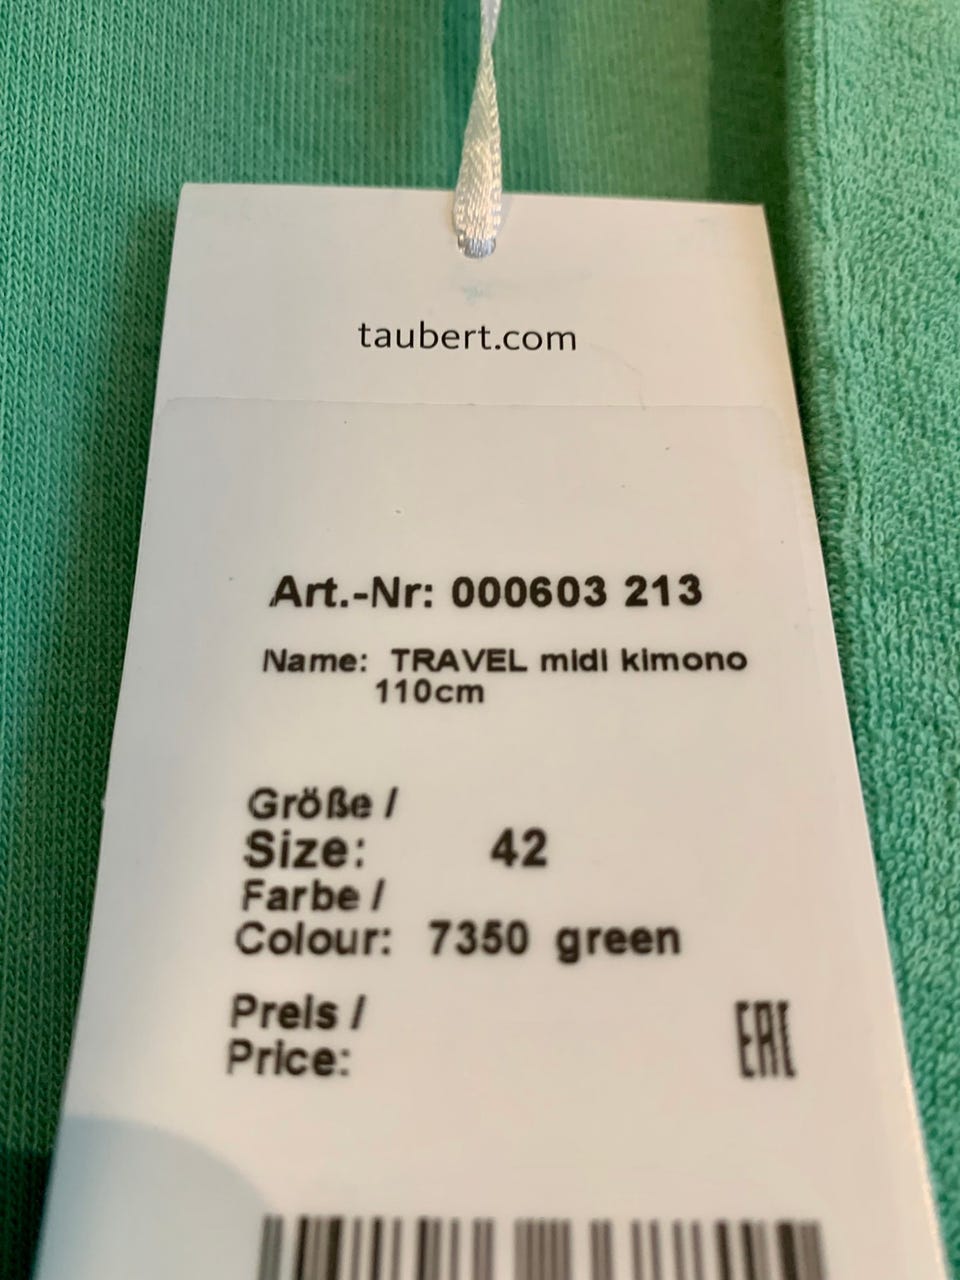 taubert.com
Art.-Nr: 000603 213
Name: TRAVEL midi kimono
110cm
Größe /
Size: 42
Farbe /
Colour: 7350 green
Preis /
Price:
EAC